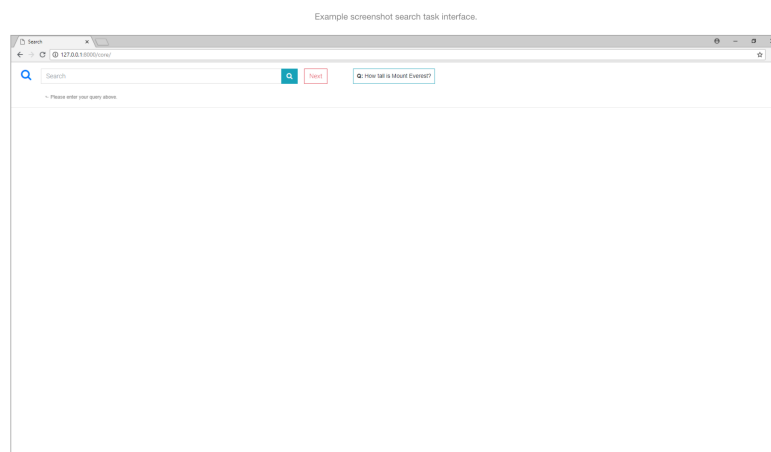 Example screenshot search task interface.
Search
127.0.0.1:8000/core/
Search
Next
Q: How tall is Mount Everest?
~ Please enter your query above